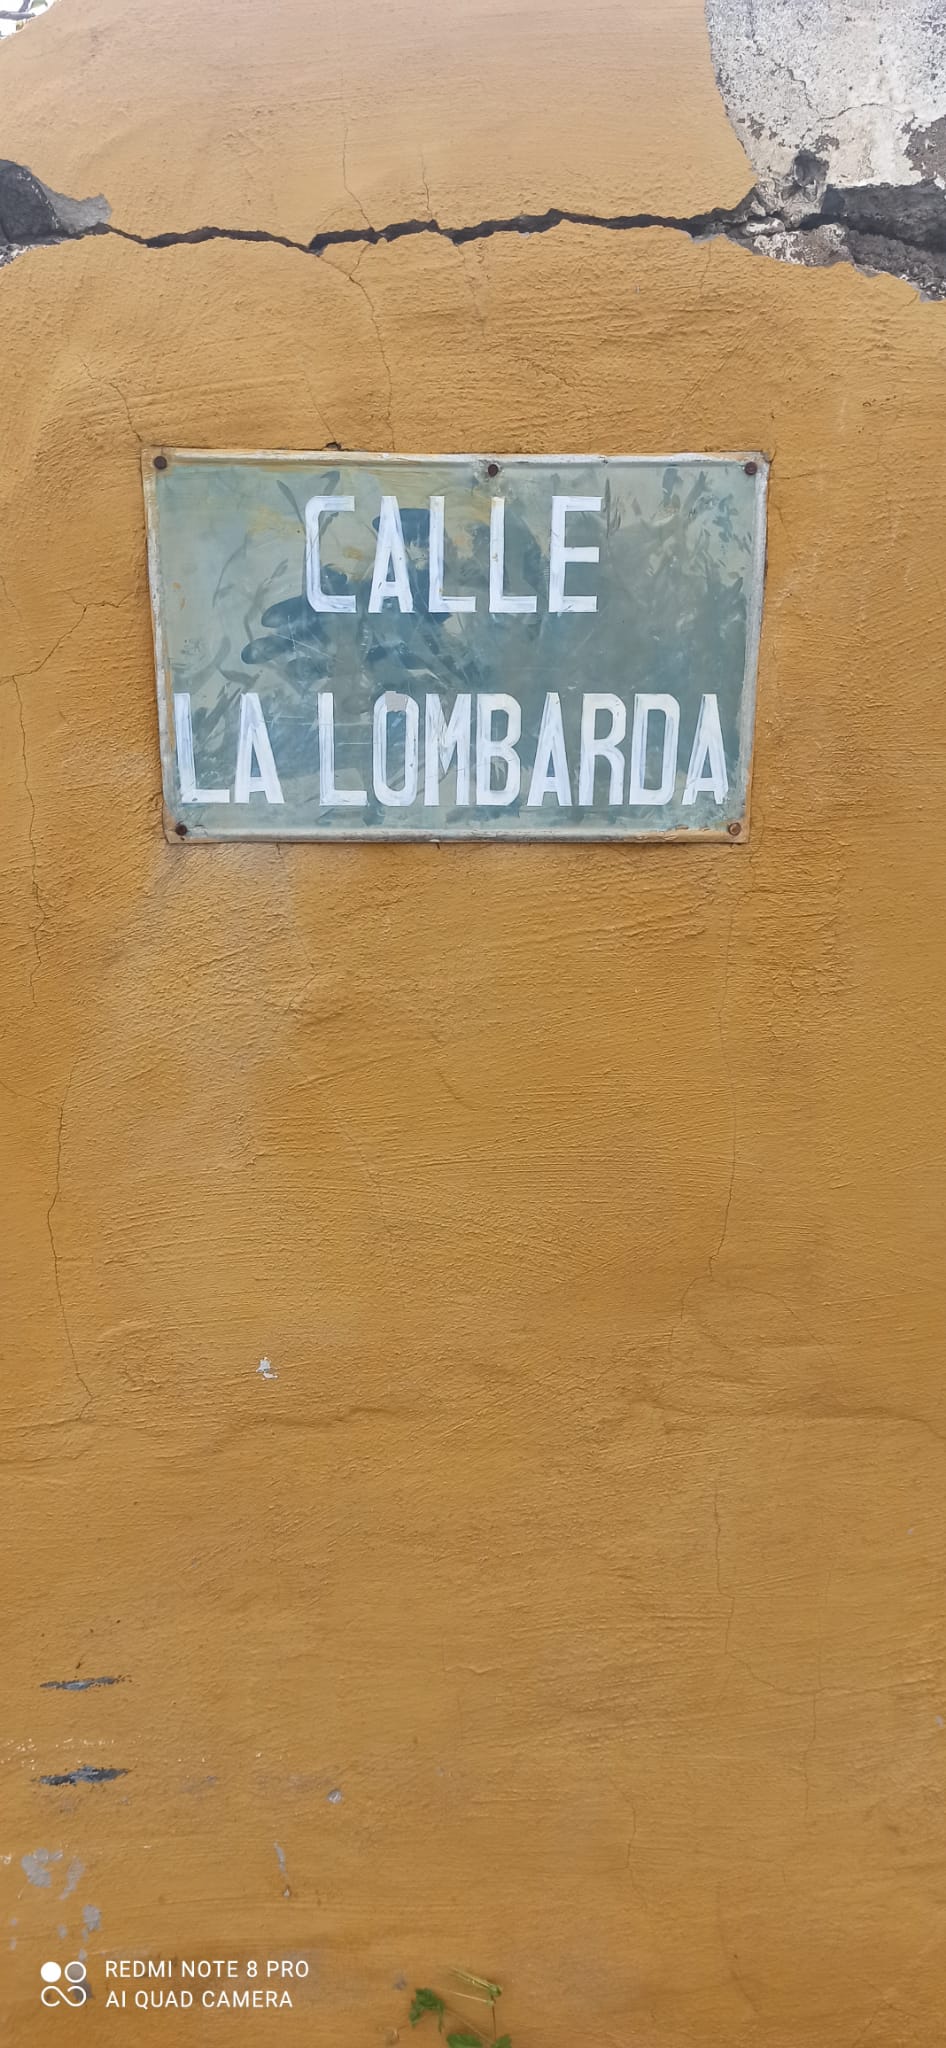 CALLE
LA LOMBARDA
REDMI NOTE 8 PRO
AI QUAD CAMERA